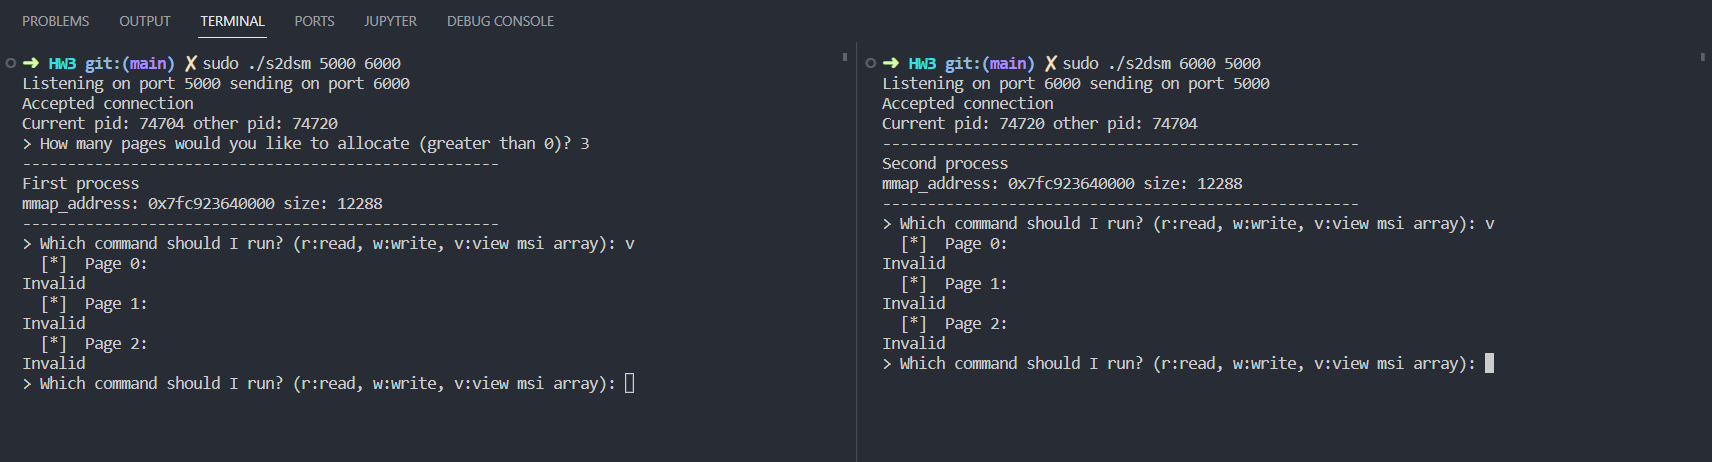 PROBLEMS OUTPUT TERMINAL PORTS JUPYTER DEBUG CONSOLE
➜ HW3 git:(main) ✗ sudo ./s2dsm 5000 6000
Listening on port 5000 sending on port 6000
Accepted connection
Current pid: 74704 other pid: 74720
> How many pages would you like to allocate (greater than 0)? 3
-----------------------------------------------------
First process
mmap_address: 0x7fc923640000 size: 12288
-----------------------------------------------------
> Which command should I run? (r:read, w:write, v:view msi array): v
  [*]  Page 0:
Invalid
  [*]  Page 1:
Invalid
  [*]  Page 2:
Invalid
> Which command should I run? (r:read, w:write, v:view msi array):
➜ HW3 git:(main) ✗ sudo ./s2dsm 6000 5000
Listening on port 6000 sending on port 5000
Accepted connection
Current pid: 74720 other pid: 74704
-----------------------------------------------------
Second process
mmap_address: 0x7fc923640000 size: 12288
-----------------------------------------------------
> Which command should I run? (r:read, w:write, v:view msi array): v
  [*]  Page 0:
Invalid
  [*]  Page 1:
Invalid
  [*]  Page 2:
Invalid
> Which command should I run? (r:read, w:write, v:view msi array):